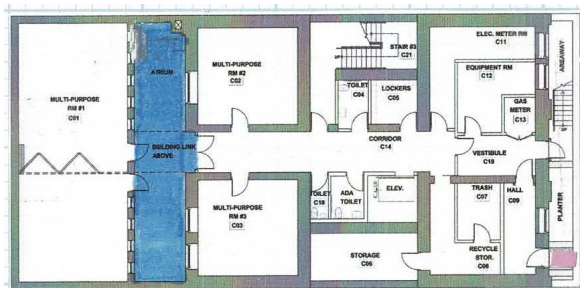 ELEC. METER RM
C11
STAIR #3
C21
ATRIUM
MULTI-PURPOSE
RM #2
C02
EQUIPMENT RM
C12
AREAWAY
MULTI-PURPOSE
RM #1
C01
TOILET
C04
LOCKERS
C05
GAS
METER
C13
BUILDING LINK
ABOVE
CORRIDOR
C14
VESTIBULE
C10
MULTI-PURPOSE
RM #3
C03
TOILET
C18
ADA
TOILET
ELEV.
TRASH
C07
HALL
C09
PLANTER
STORAGE
C06
RECYCLE
STOR.
C08